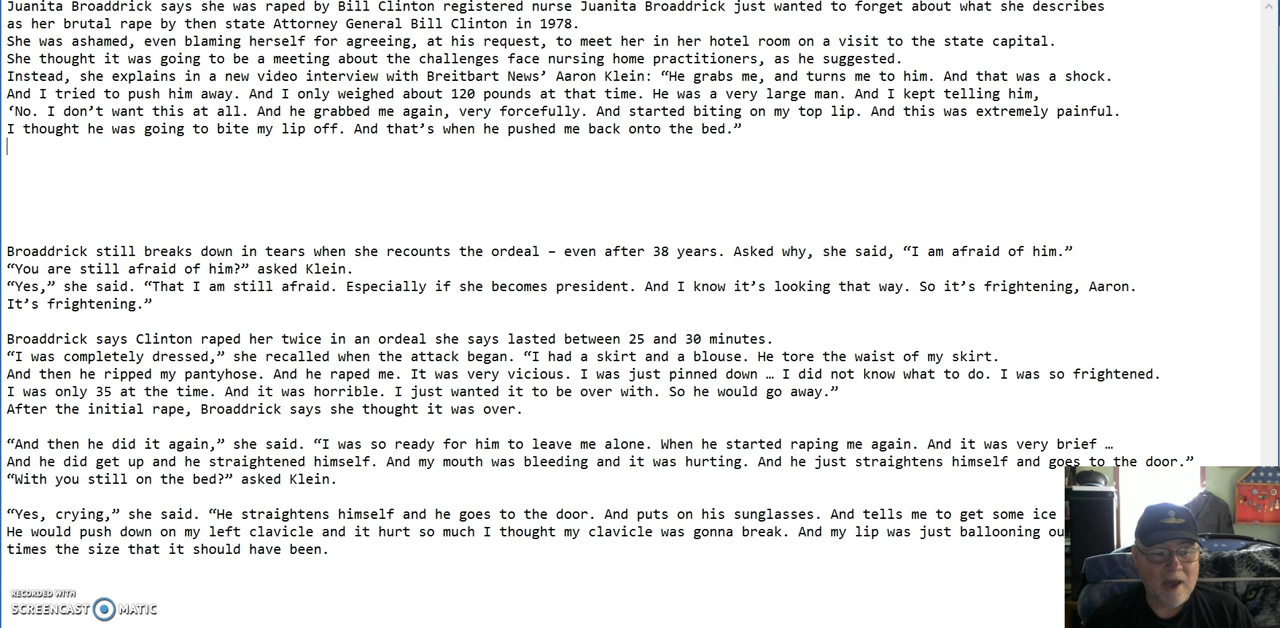 Juanita Broaddrick says she was raped by Bill Clinton registered nurse Juanita Broaddrick just wanted to forget about what she describes
as her brutal rape by then state Attorney General Bill Clinton in 1978.
She was ashamed, even blaming herself for agreeing, at his request, to meet her in her hotel room on a visit to the state capital.
She thought it was going to be a meeting about the challenges face nursing home practitioners, as he suggested.
Instead, she explains in a new video interview with Breitbart News’ Aaron Klein: “He grabs me, and turns me to him. And that was a shock.
And I tried to push him away. And I only weighed about 120 pounds at that time. He was a very large man. And I kept telling him,
‘No. I don’t want this at all. And he grabbed me again, very forcefully. And started biting on my top lip. And this was extremely painful.
I thought he was going to bite my lip off. And that’s when he pushed me back onto the bed.”
Broaddrick still breaks down in tears when she recounts the ordeal – even after 38 years. Asked why, she said, “I am afraid of him.”
“You are still afraid of him?” asked Klein.
“Yes,” she said. “That I am still afraid. Especially if she becomes president. And I know it’s looking that way. So it’s frightening, Aaron.
It’s frightening.”
Broaddrick says Clinton raped her twice in an ordeal she says lasted between 25 and 30 minutes.
“I was completely dressed,” she recalled when the attack began. “I had a skirt and a blouse. He tore the waist of my skirt.
And then he ripped my pantyhose. And he raped me. It was very vicious. I was just pinned down … I did not know what to do. I was so frightened.
I was only 35 at the time. And it was horrible. I just wanted it to be over with. So he would go away.”
After the initial rape, Broaddrick says she thought it was over.
“And then he did it again,” she said. “I was so ready for him to leave me alone. When he started raping me again. And it was very brief …
And he did get up and he straightened himself. And my mouth was bleeding and it was hurting. And he just straightens himself and goes to the door.”
“With you still on the bed?” asked Klein.
“Yes, crying,” she said. “He straightens himself and he goes to the door. And puts on his sunglasses. And tells me to get some ice
He would push down on my left clavicle and it hurt so much I thought my clavicle was gonna break. And my lip was just ballooning
times the size that it should have been.
RECORDED WITH
SCREENCAST MATIC